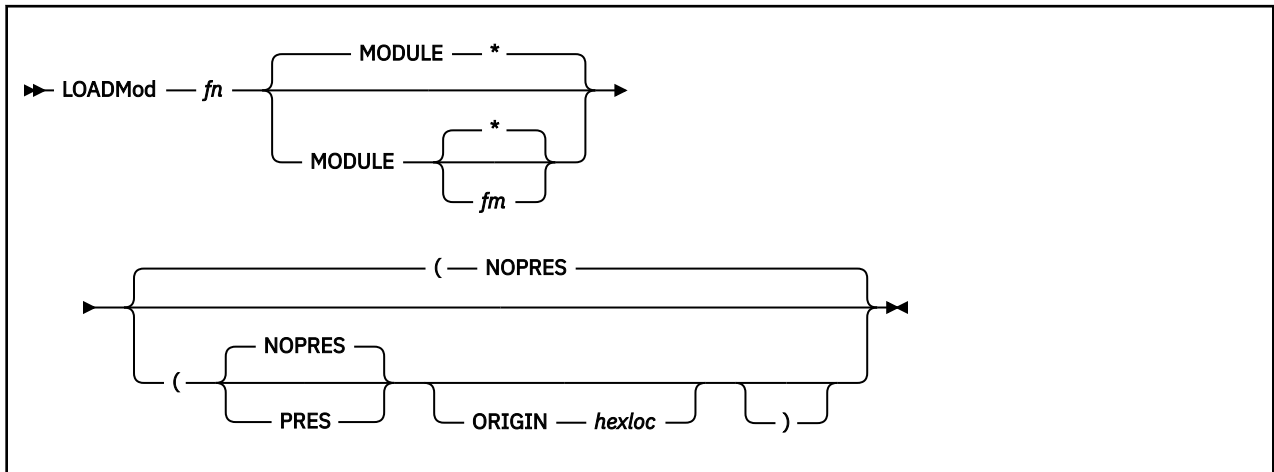 MODULE *
LOADMod fn
*
MODULE
fm
( NOPRES
NOPRES
(
PRES
ORIGIN hexloc )